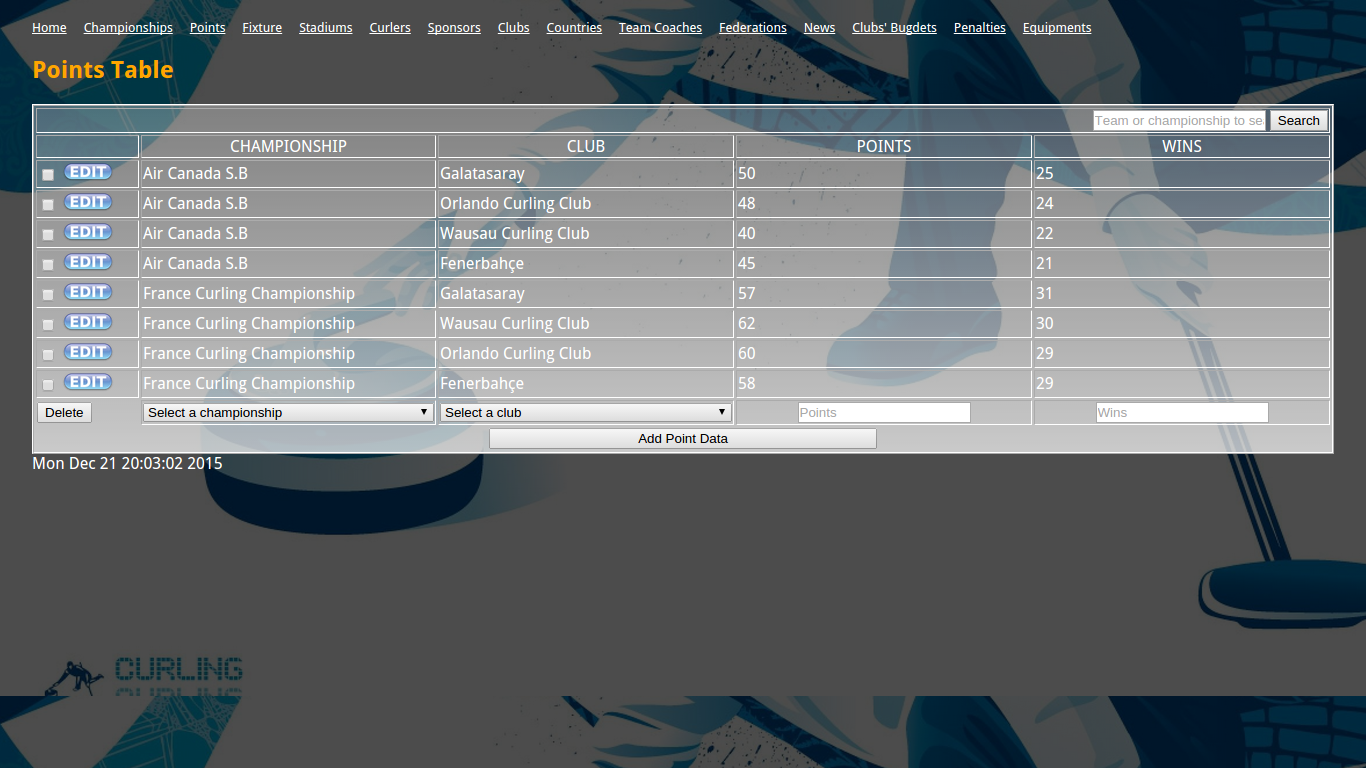 Home Championships Points Fixture Stadiums Curlers Sponsors Clubs Countries Team Coaches Federations News Clubs' Bugdets Penalties Equipments
Points Table
Team or championship to se Search
CHAMPIONSHIP CLUB POINTS WINS
EDIT Air Canada S.B Galatasaray 50 25
EDIT Air Canada S.B Orlando Curling Club 48 24
EDIT Air Canada S.B Wausau Curling Club 40 22
EDIT Air Canada S.B Fenerbahçe 45 21
EDIT France Curling Championship Galatasaray 57 31
EDIT France Curling Championship Wausau Curling Club 62 30
EDIT France Curling Championship Orlando Curling Club 60 29
EDIT France Curling Championship Fenerbahçe 58 29
Delete Select a championship Select a club Points Wins
Add Point Data
Mon Dec 21 20:03:02 2015
CURLING